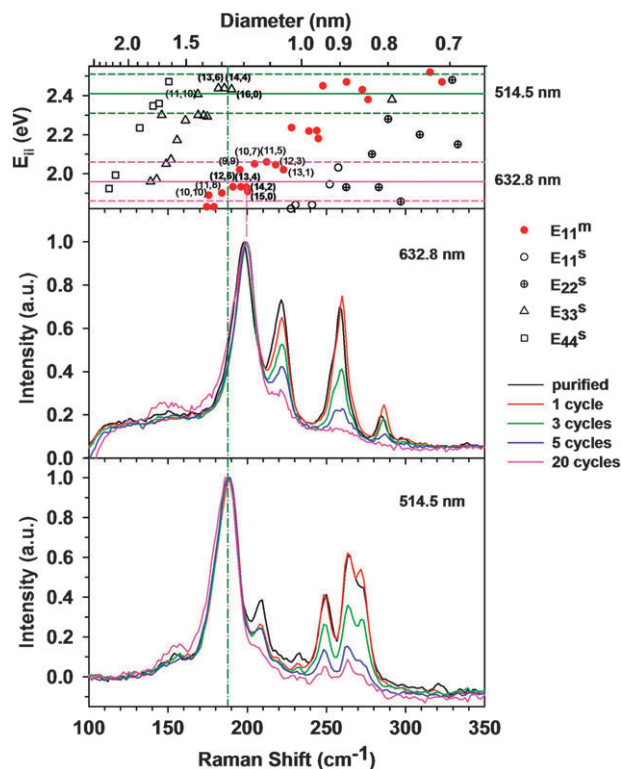 Diameter (nm)
2.0 1.5 1.0 0.9 0.8 0.7
E_ii (eV)
2.4
2.2
2.0
(13,6) (14,4)
(11,10) (16,0)
(10,7) (11,5)
(9,9) (12,3)
(13,1)
(12,6) (13,4)
(11,8) (14,2)
(10,10) (15,0)
514.5 nm
632.8 nm
E₁₁ᵐ
E₁₁ˢ
E₂₂ˢ
E₃₃ˢ
E₄₄ˢ
Intensity (a.u.)
1.0
0.8
0.6
0.4
0.2
0.0
632.8 nm
purified
1 cycle
3 cycles
5 cycles
20 cycles
Intensity (a.u.)
1.0
0.8
0.6
0.4
0.2
0.0
514.5 nm
100 150 200 250 300 350
Raman Shift (cm⁻¹)